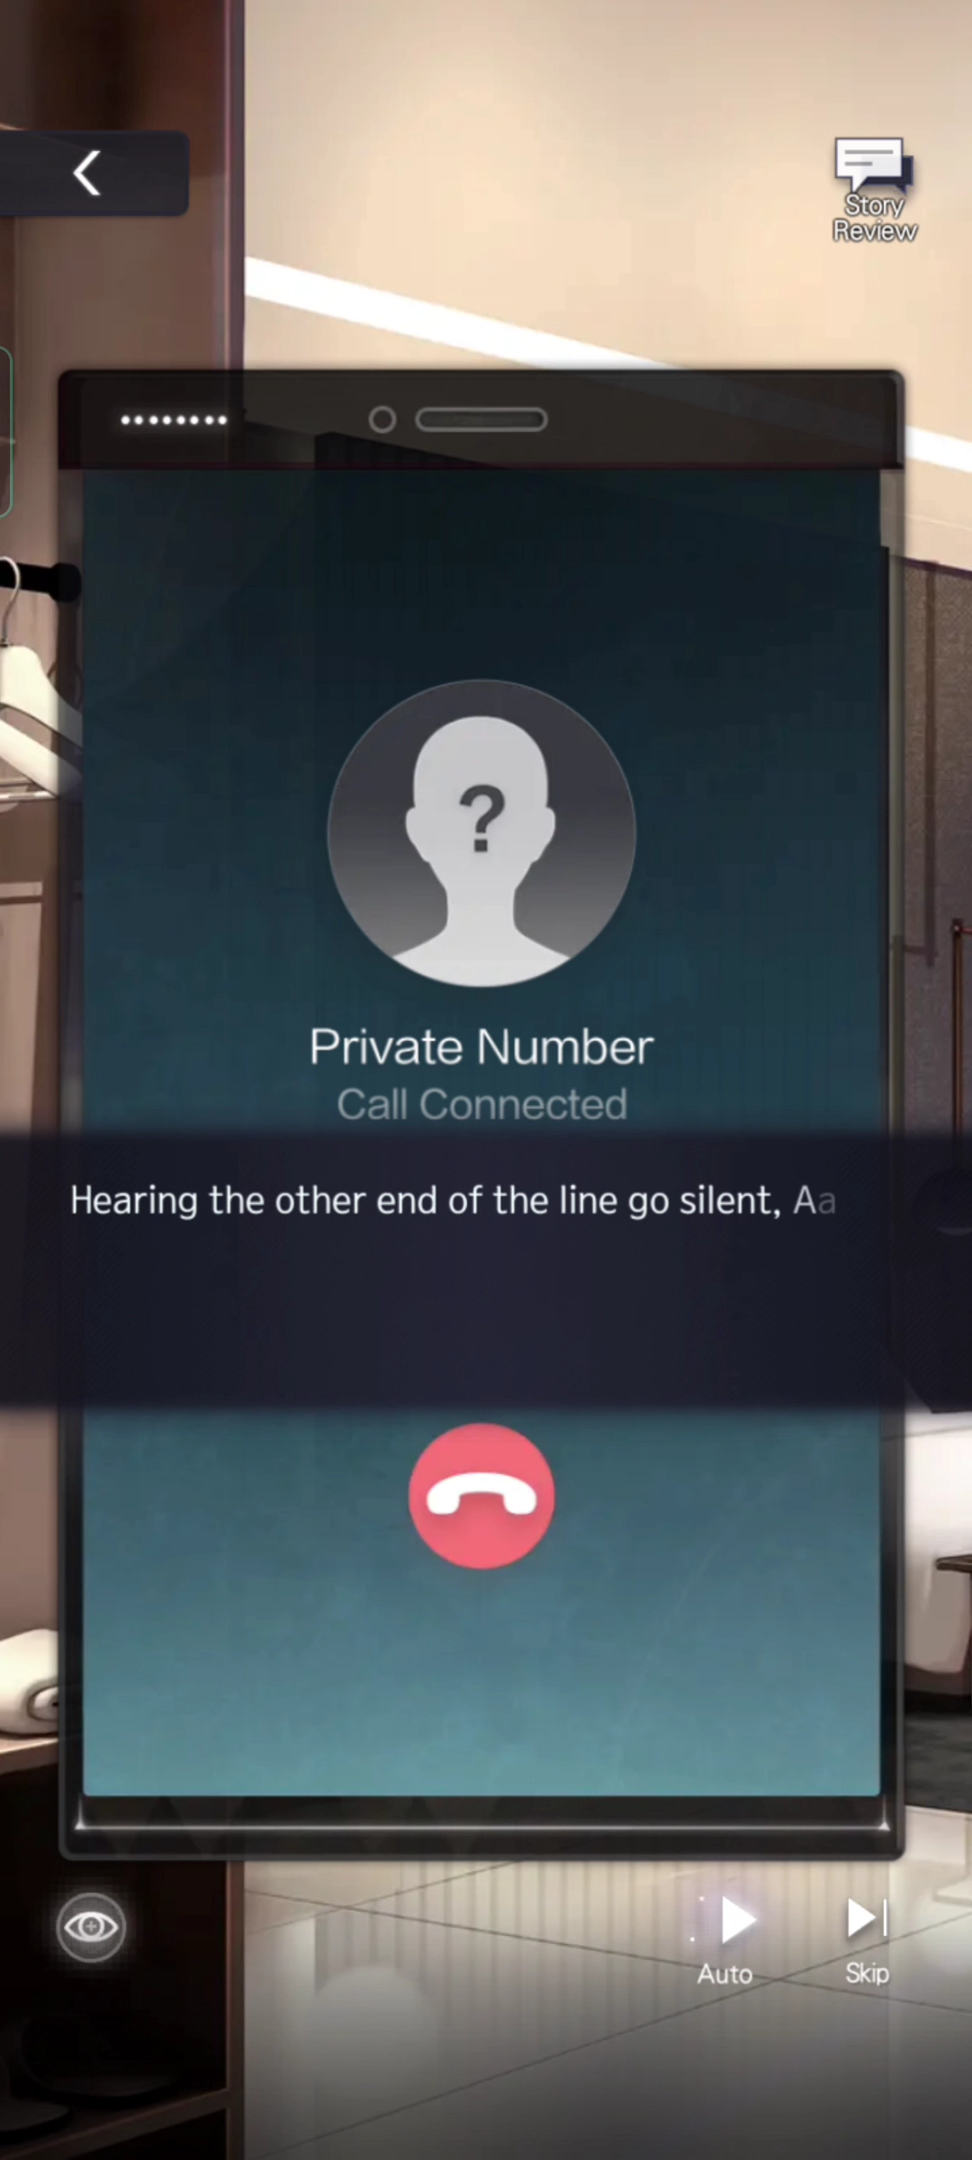 Story
Review
?
Private Number
Call Connected
Hearing the other end of the line go silent, Aa
Auto
Skip